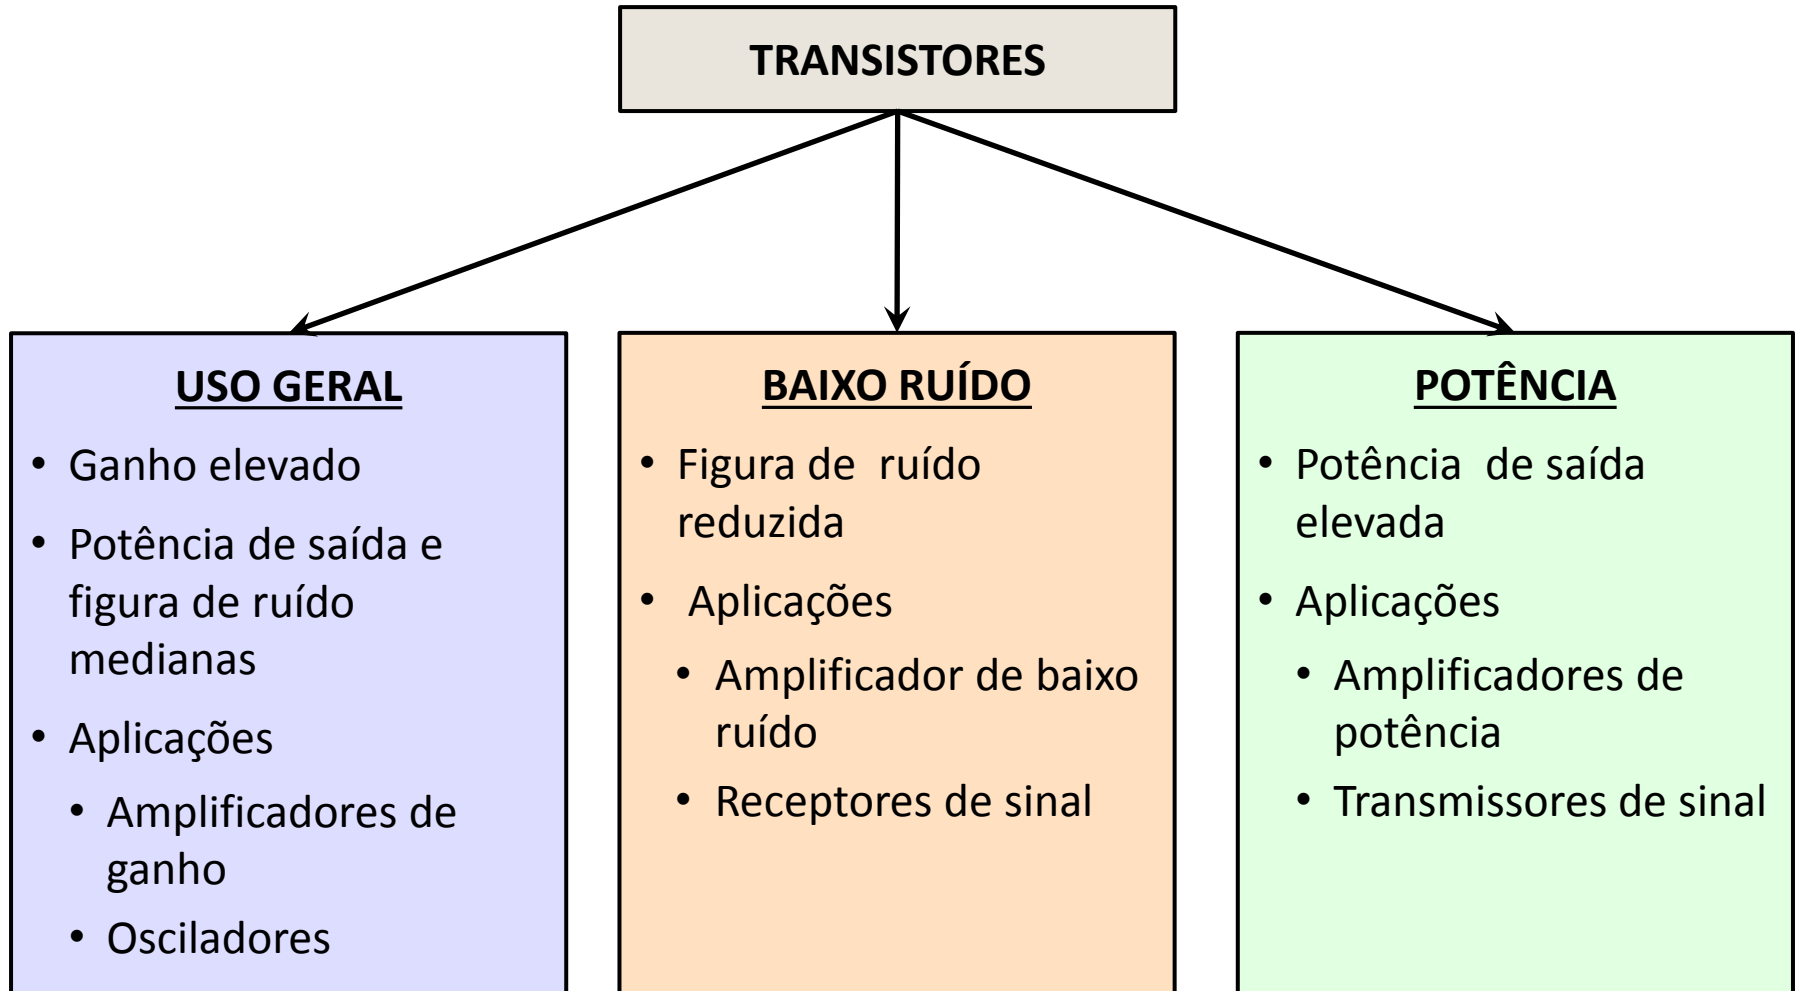 TRANSISTORES
USO GERAL
• Ganho elevado
• Potência de saída e
figura de ruído
medianas
• Aplicações
• Amplificadores de
ganho
• Osciladores
BAIXO RUÍDO
• Figura de  ruído
reduzida
• Aplicações
• Amplificador de baixo
ruído
• Receptores de sinal
POTÊNCIA
• Potência  de saída
elevada
• Aplicações
• Amplificadores de
potência
• Transmissores de sinal